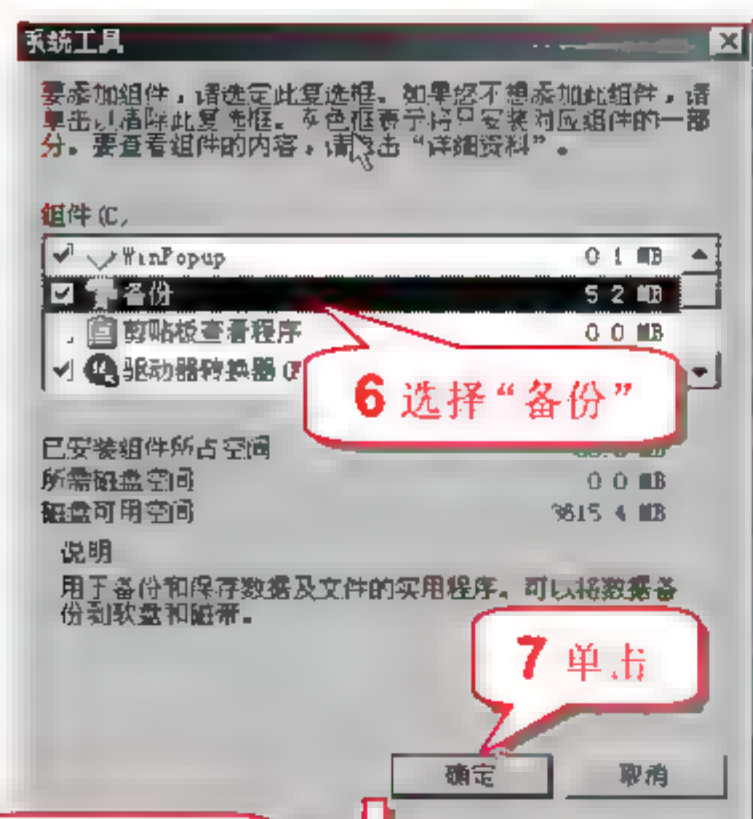 系统工具
要添加组件，请选定此复选框。如果您不想添加此组件，请
单击以清除此复选框。灰色框表示将只安装对应组件的一部
分。要查看组件的内容，请单击“详细资料”。
组件(C,
WinPopup 0 1 MB
备份 5 2 MB
剪贴板查看程序 0 0 MB
驱动器转换器
6 选择“备份”
已安装组件所占空间
所需磁盘空间 0 0 MB
磁盘可用空间 3815 4 MB
说明
用于备份和保存数据及文件的实用程序。可以将数据备
份到软盘和磁带。
7 单击
确定 取消